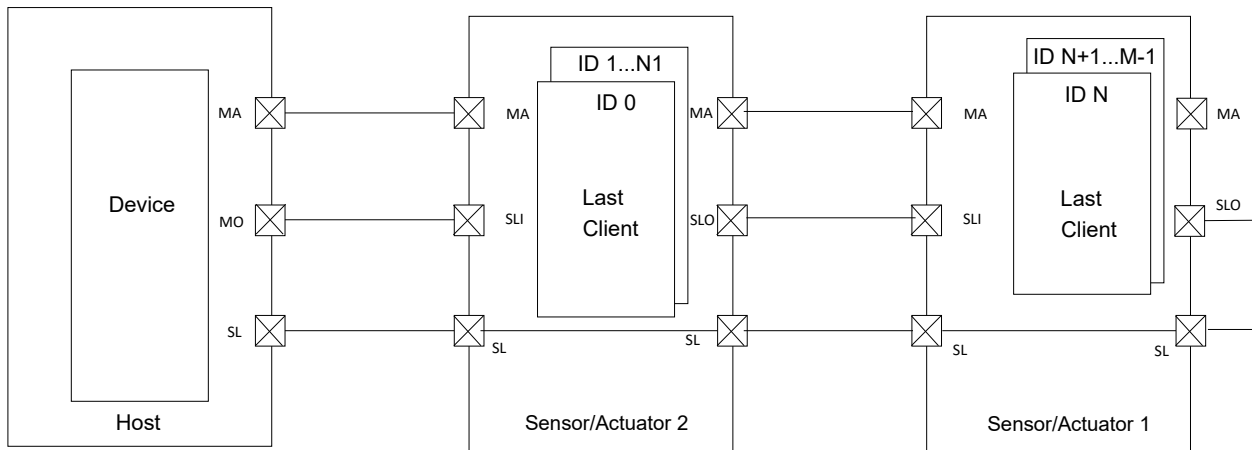 ID 1...N1
ID N+1...M-1
ID 0
ID N
MA
MA
MA
MA
MA
Device
Last
Client
Last
Client
MO
SLI
SLO
SLI
SLO
SL
SL
SL
SL
SL
Host
Sensor/Actuator 2
Sensor/Actuator 1